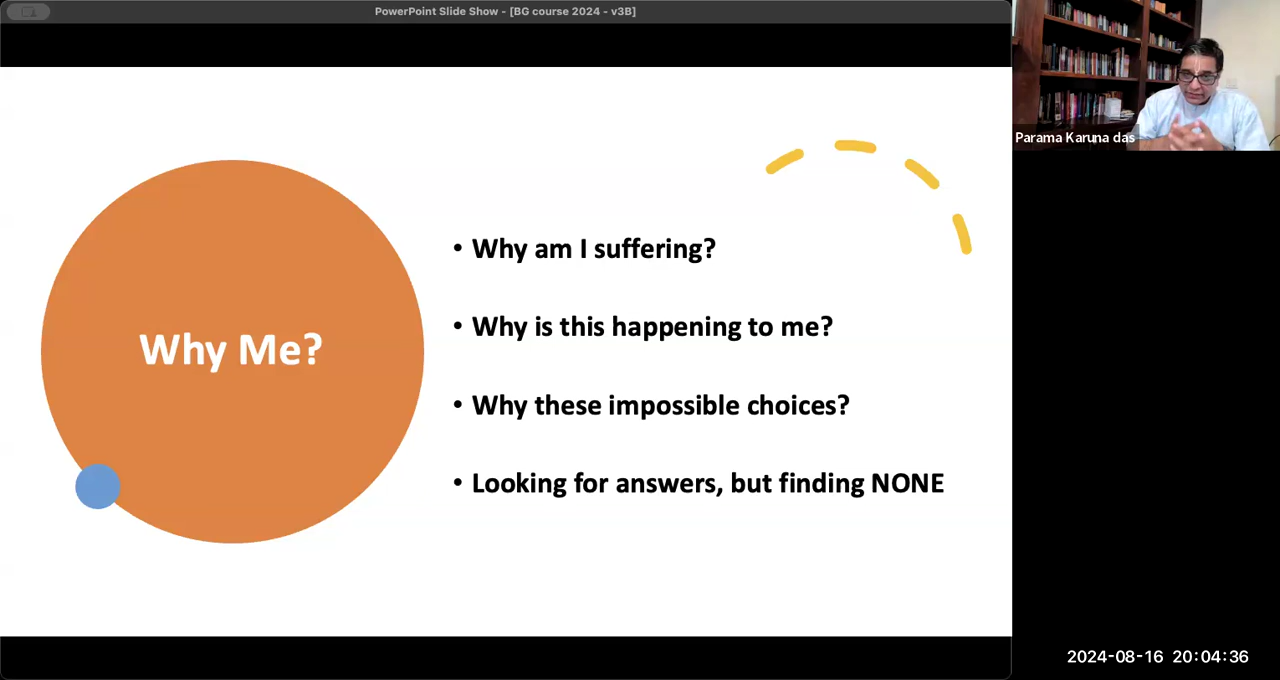 PowerPoint Slide Show - [BG course 2024 - v3B]
Parama Karuna das
Why Me?
• Why am I suffering?
• Why is this happening to me?
• Why these impossible choices?
• Looking for answers, but finding NONE
2024-08-16 20:04:36